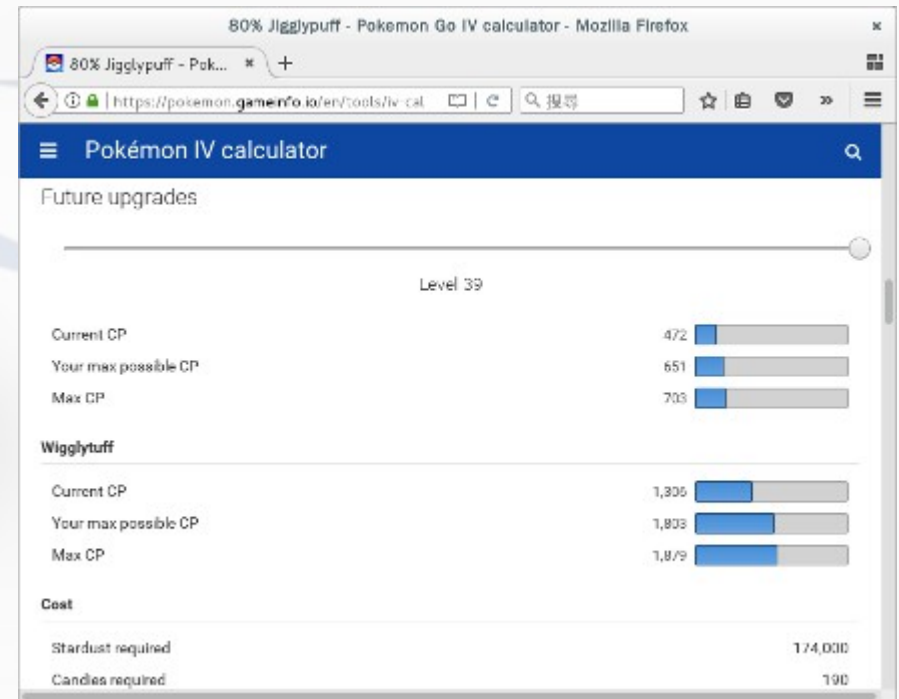 80% Jigglypuff - Pokemon Go IV calculator - Mozilla Firefox
80% Jigglypuff - Pok...
https://pokemon.gameinfo.io/en/tools/iv-cal
搜尋
Pokémon IV calculator
Future upgrades
Level 39
Current CP 472
Your max possible CP 651
Max CP 703
Wigglytuff
Current CP 1,306
Your max possible CP 1,803
Max CP 1,879
Cost
Stardust required 174,000
Candies required 190